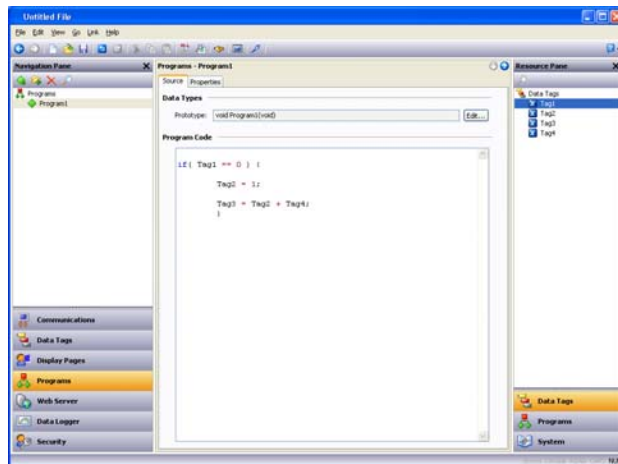 Untitled File
File Edit View Go Link Help
Navigation Pane
Programs
Program1
Communications
Data Tags
Display Pages
Programs
Web Server
Data Logger
Security
Programs - Program1
Source Properties
Data Types
Prototype: void Program1(void) Edit...
Program Code
if( Tag1 == 0 ) {
Tag2 = 1;
Tag3 = Tag2 + Tag4;
}
Resource Pane
Data Tags
Tag1
Tag2
Tag3
Tag4
Data Tags
Programs
System